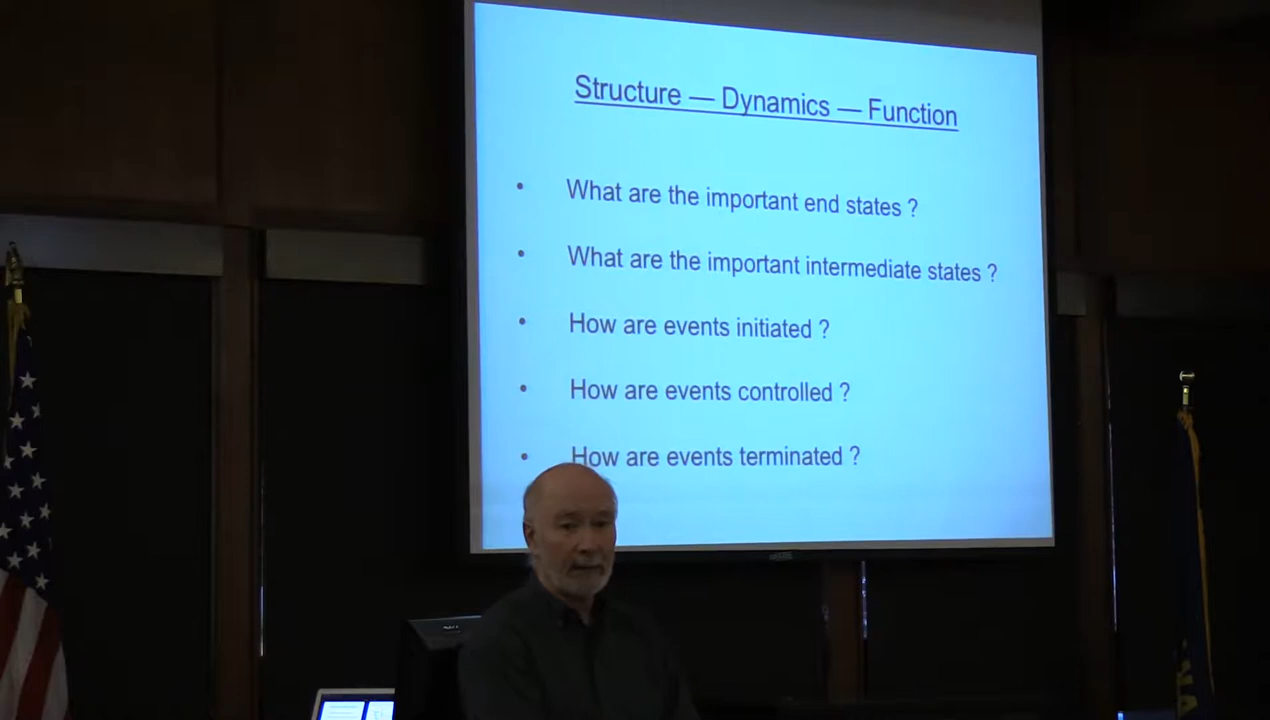 Structure — Dynamics — Function
• What are the important end states ?
• What are the important intermediate states ?
• How are events initiated ?
• How are events controlled ?
• How are events terminated ?